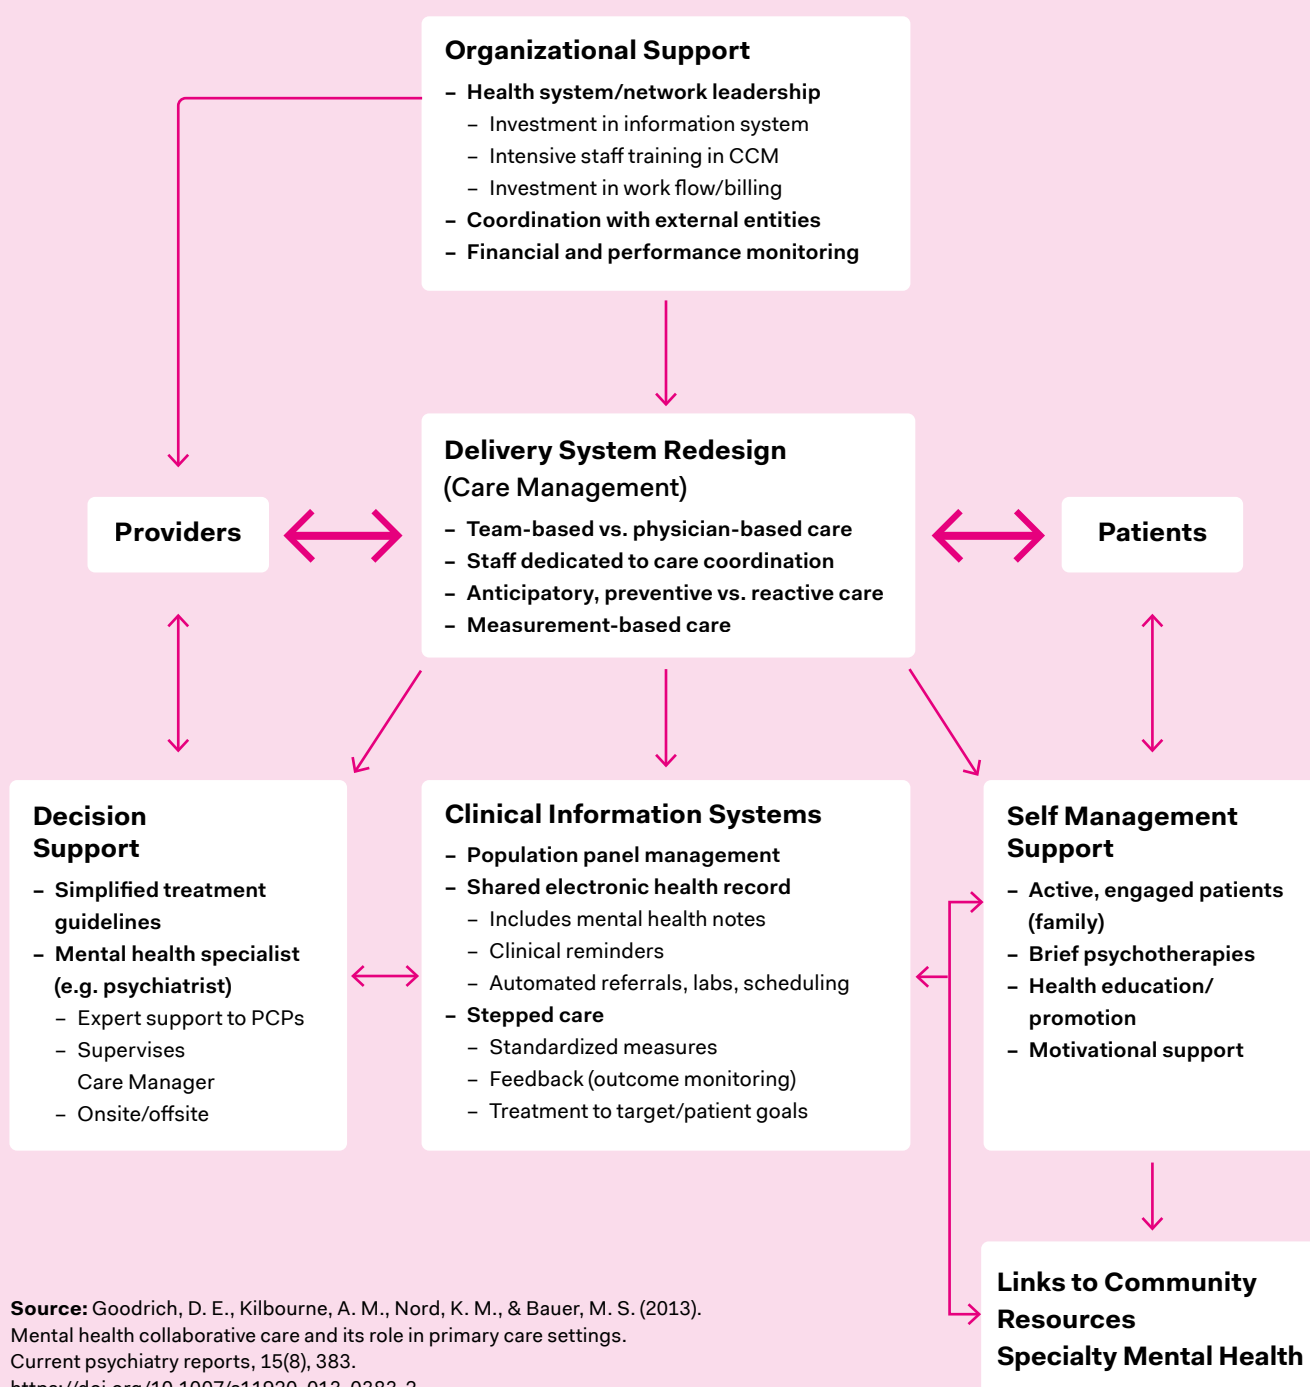 Organizational Support
– Health system/network leadership
– Investment in information system
– Intensive staff training in CCM
– Investment in work flow/billing
– Coordination with external entities
– Financial and performance monitoring
Delivery System Redesign
(Care Management)
– Team-based vs. physician-based care
– Staff dedicated to care coordination
– Anticipatory, preventive vs. reactive care
– Measurement-based care
Providers
Patients
Decision
Support
– Simplified treatment
guidelines
– Mental health specialist
(e.g. psychiatrist)
– Expert support to PCPs
– Supervises
Care Manager
– Onsite/offsite
Clinical Information Systems
– Population panel management
– Shared electronic health record
– Includes mental health notes
– Clinical reminders
– Automated referrals, labs, scheduling
– Stepped care
– Standardized measures
– Feedback (outcome monitoring)
– Treatment to target/patient goals
Self Management
Support
– Active, engaged patients
(family)
– Brief psychotherapies
– Health education/
promotion
– Motivational support
Links to Community
Resources
Specialty Mental Health
Source: Goodrich, D. E., Kilbourne, A. M., Nord, K. M., & Bauer, M. S. (2013).
Mental health collaborative care and its role in primary care settings.
Current psychiatry reports, 15(8), 383.